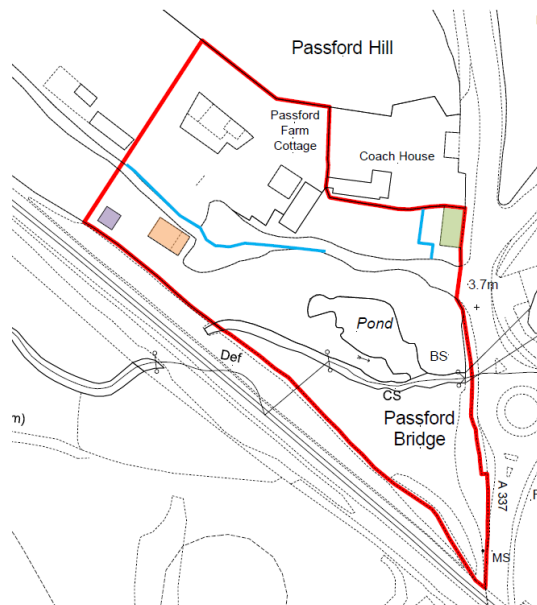 Passford Hill
Passford
Farm
Cottage
Coach House
3.7m
Pond
BS
Def
CS
Passford
Bridge
m)
A 337
MS